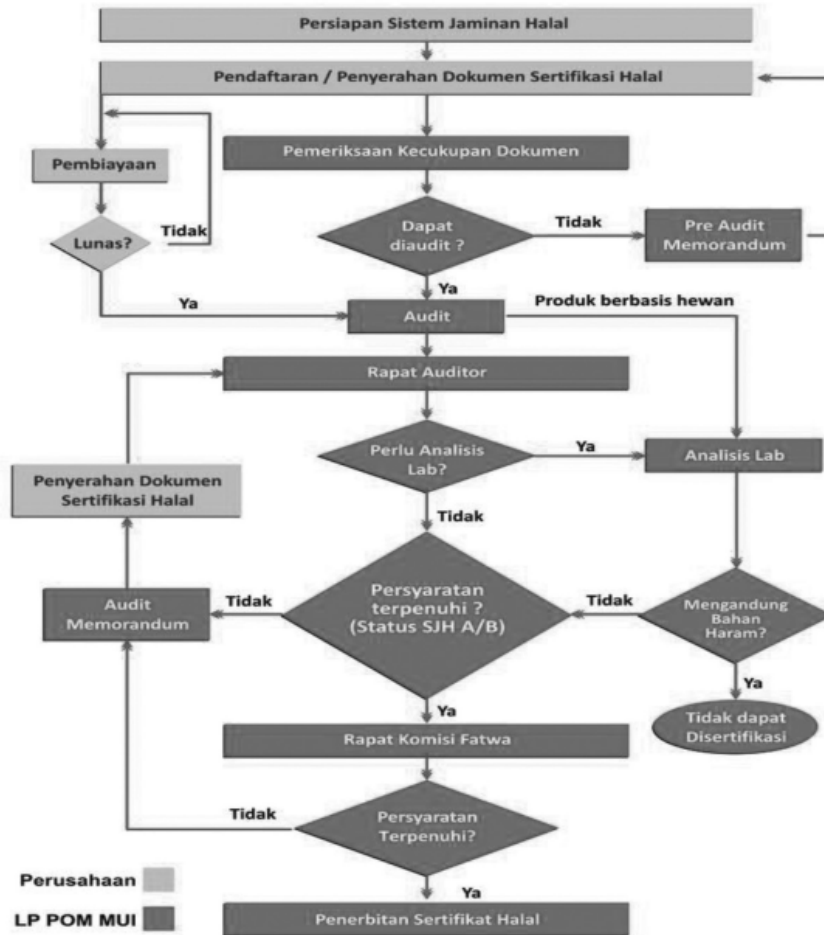 Persiapan Sistem Jaminan Halal
Pendaftaran / Penyerahan Dokumen Sertifikasi Halal
Pemeriksaan Kecukupan Dokumen
Pembiayaan
Lunas?
Tidak
Dapat
diaudit ?
Tidak
Pre Audit
Memorandum
Ya
Ya
Audit
Produk berbasis hewan
Rapat Auditor
Perlu Analisis
Lab?
Ya
Analisis Lab
Penyerahan Dokumen
Sertifikasi Halal
Tidak
Persyaratan
terpenuhi ?
(Status SJH A/B)
Tidak
Audit
Memorandum
Tidak
Mengandung
Bahan
Haram?
Ya
Tidak dapat
Disertifikasi
Ya
Rapat Komisi Fatwa
Tidak
Persyaratan
Terpenuhi?
Ya
Penerbitan Sertifikat Halal
Perusahaan
LP POM MUI